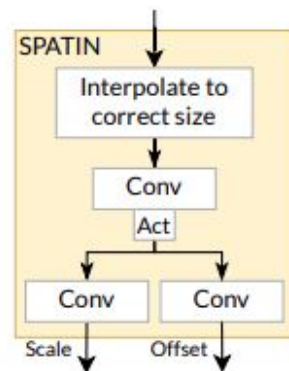 SPATIN
Interpolate to
correct size
Conv
Act
Conv
Conv
Scale
Offset